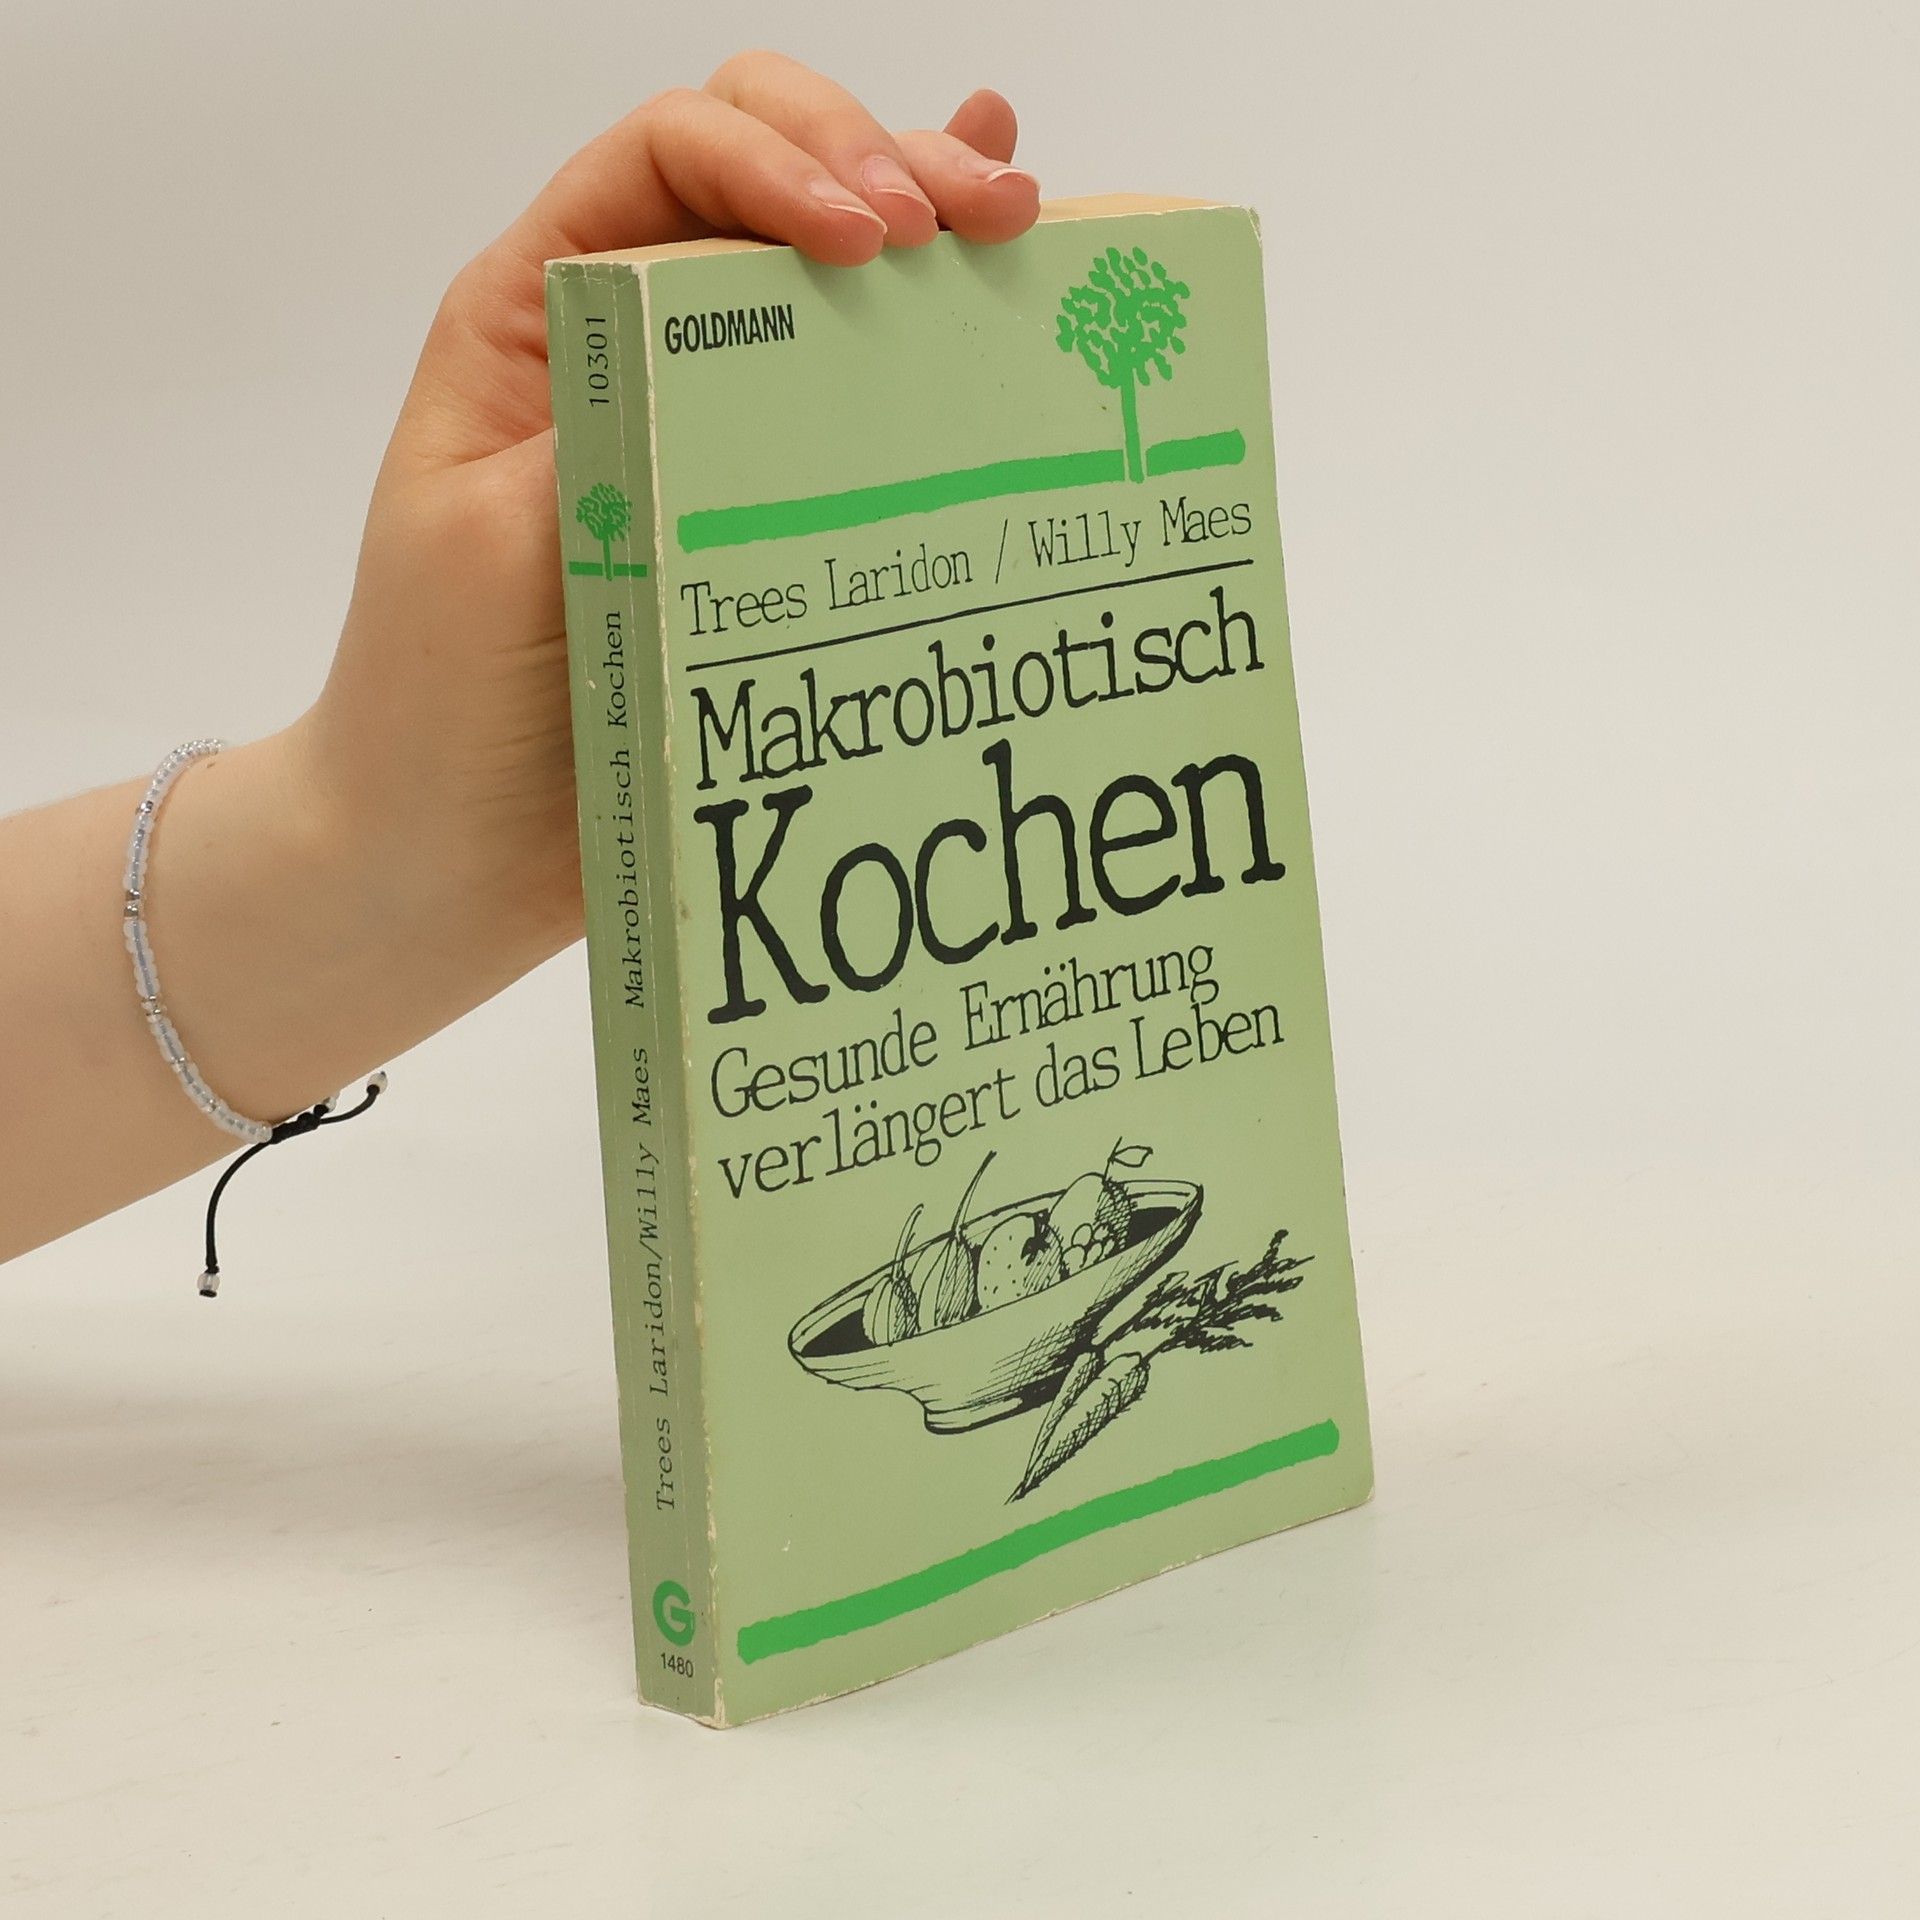 GOLDMANN
Trees Laridon / Willy Maes
Makrobiotisch
Kochen
Gesunde Ernährung
verlängert das Leben
10301
Trees Laridon/Willy Maes Makrobiotisch Kochen
G
1480